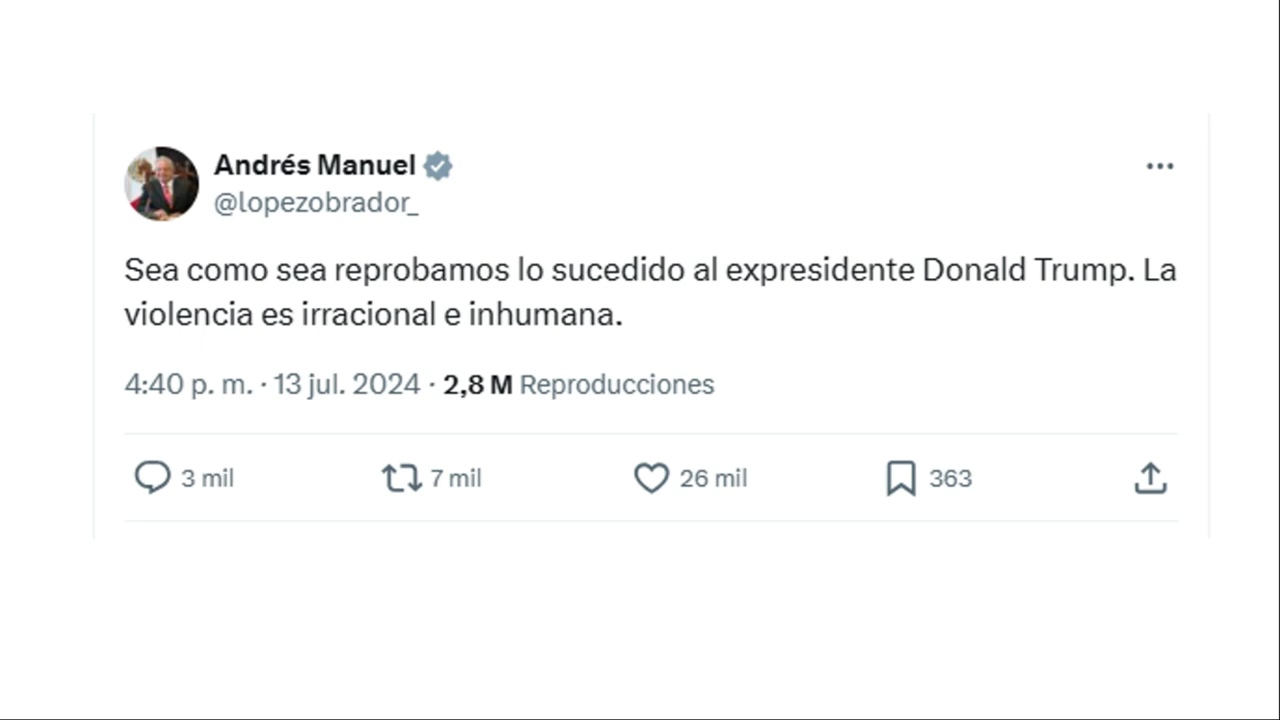 Andrés Manuel
@lopezobrador_
Sea como sea reprobamos lo sucedido al expresidente Donald Trump. La
violencia es irracional e inhumana.
4:40 p. m. · 13 jul. 2024 · 2,8 M Reproducciones
3 mil 7 mil 26 mil 363